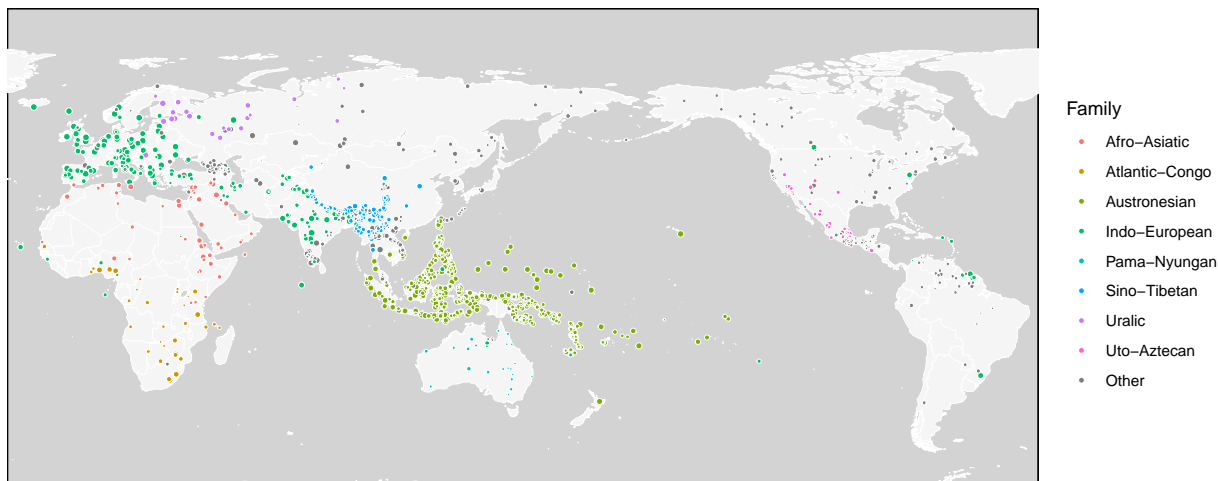 Family
Afro−Asiatic
Atlantic−Congo
Austronesian
Indo−European
Pama−Nyungan
Sino−Tibetan
Uralic
Uto−Aztecan
Other